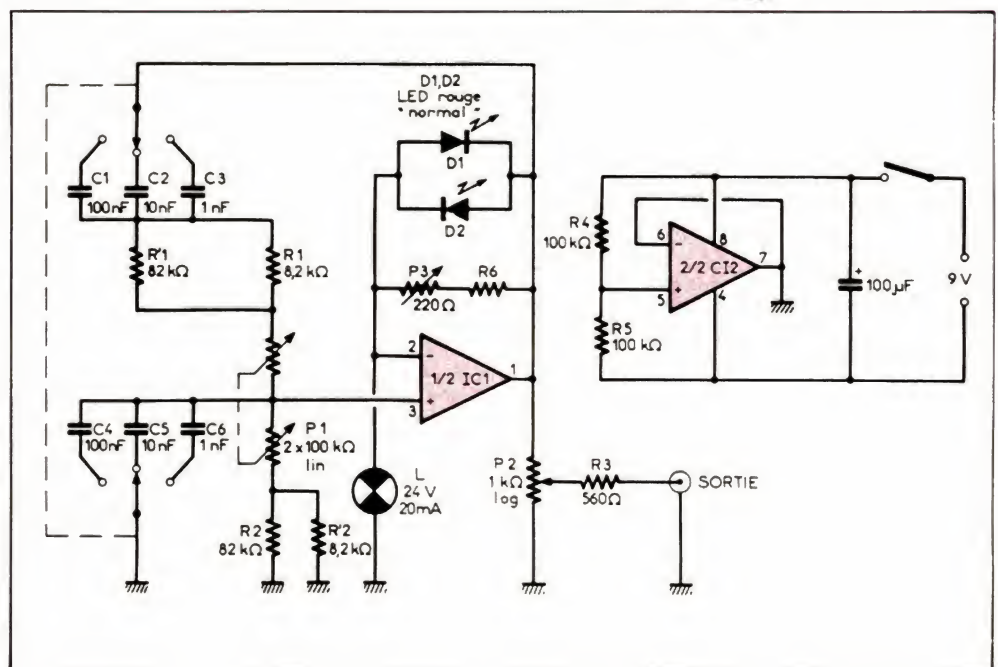 D1,D2
LED rouge
"normal"
D1
D2
C1
100nF
C2
10nF
C3
1nF
R'1
82kΩ
R1
8,2kΩ
P3
220Ω
R6
2
-
1/2 IC1
1
+
3
C4
100nF
C5
10nF
C6
1nF
P1
2x100kΩ
lin
R2
82kΩ
R'2
8,2kΩ
L
24V
20mA
P2
1kΩ
log
R3
560Ω
SORTIE
R4
100kΩ
R5
100kΩ
6
-
8
2/2 CI2
7
+
5
4
+
100µF
9V